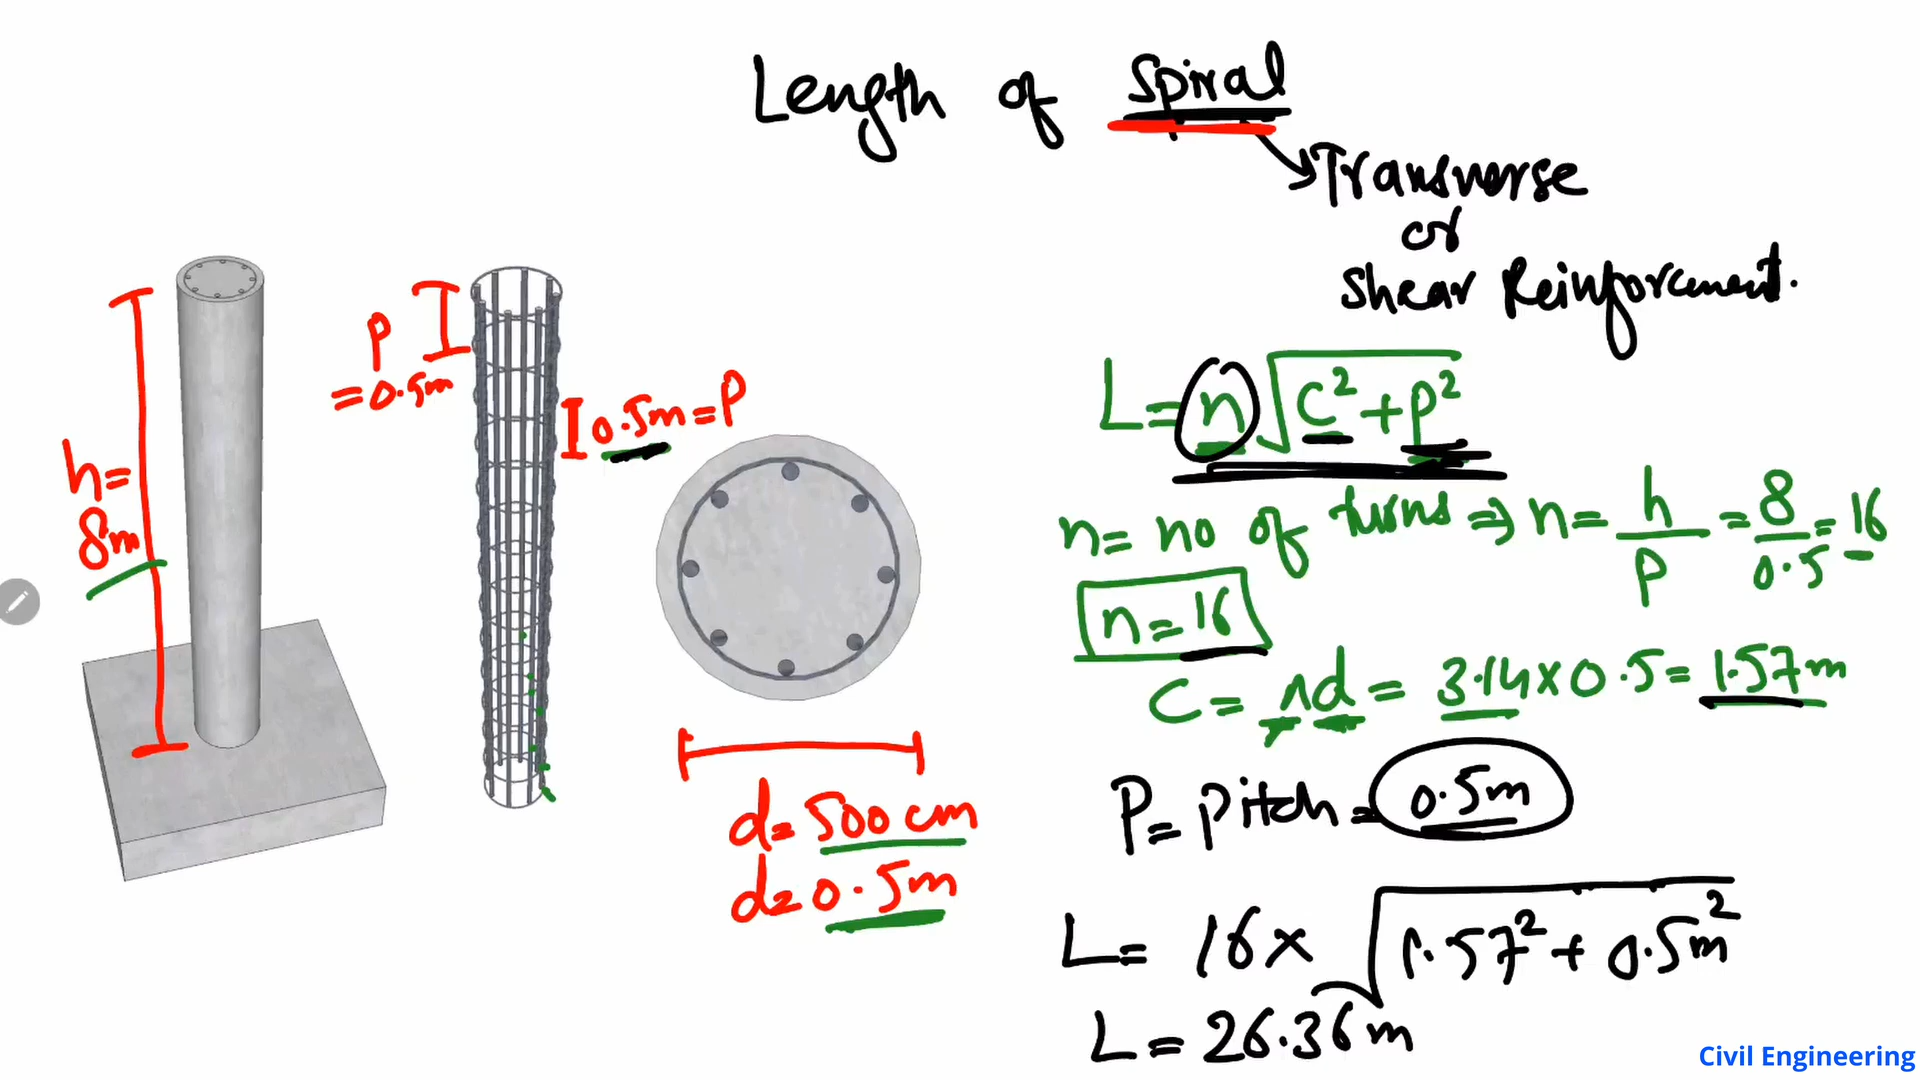 Length of spiral
Transverse
or
Shear Reinforcement.
h=
8m
P
=0.5m
0.5m=P
d=500 cm
d=0.5m
L=n√C²+P²
n=no of turns⇒n=h/P=8/0.5=16
n=16
C=πd=3.14×0.5=1.57m
P=Pitch=0.5m
L=16×√1.57²+0.5m²
L=26.36m
Civil Engineering